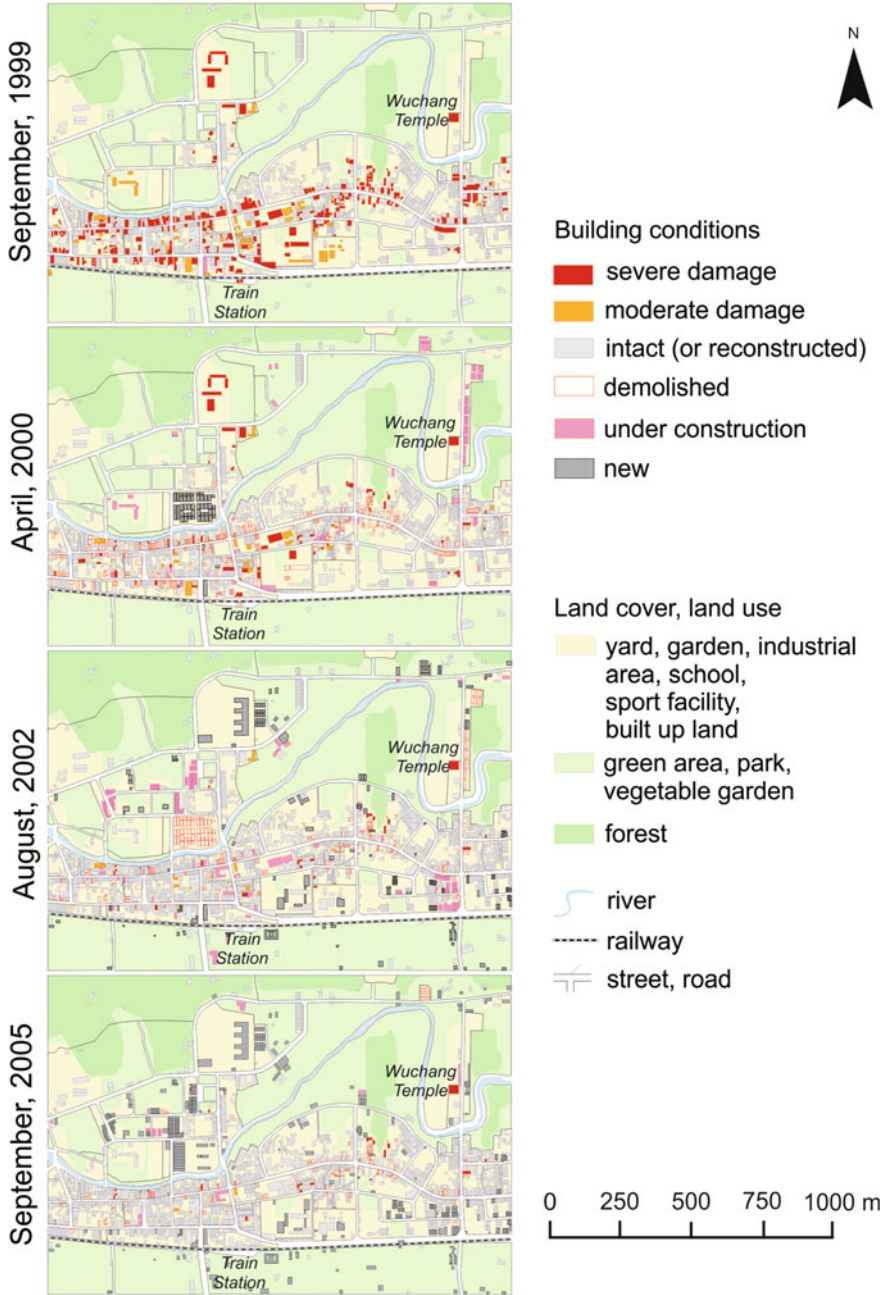 September, 1999
Wuchang
Temple
Train
Station
April, 2000
Wuchang
Temple
Train
Station
August, 2002
Wuchang
Temple
Train
Station
September, 2005
Wuchang
Temple
Train
Station
N
Building conditions
severe damage
moderate damage
intact (or reconstructed)
demolished
under construction
new
Land cover, land use
yard, garden, industrial
area, school,
sport facility,
built up land
green area, park,
vegetable garden
forest
river
railway
street, road
0 250 500 750 1000 m